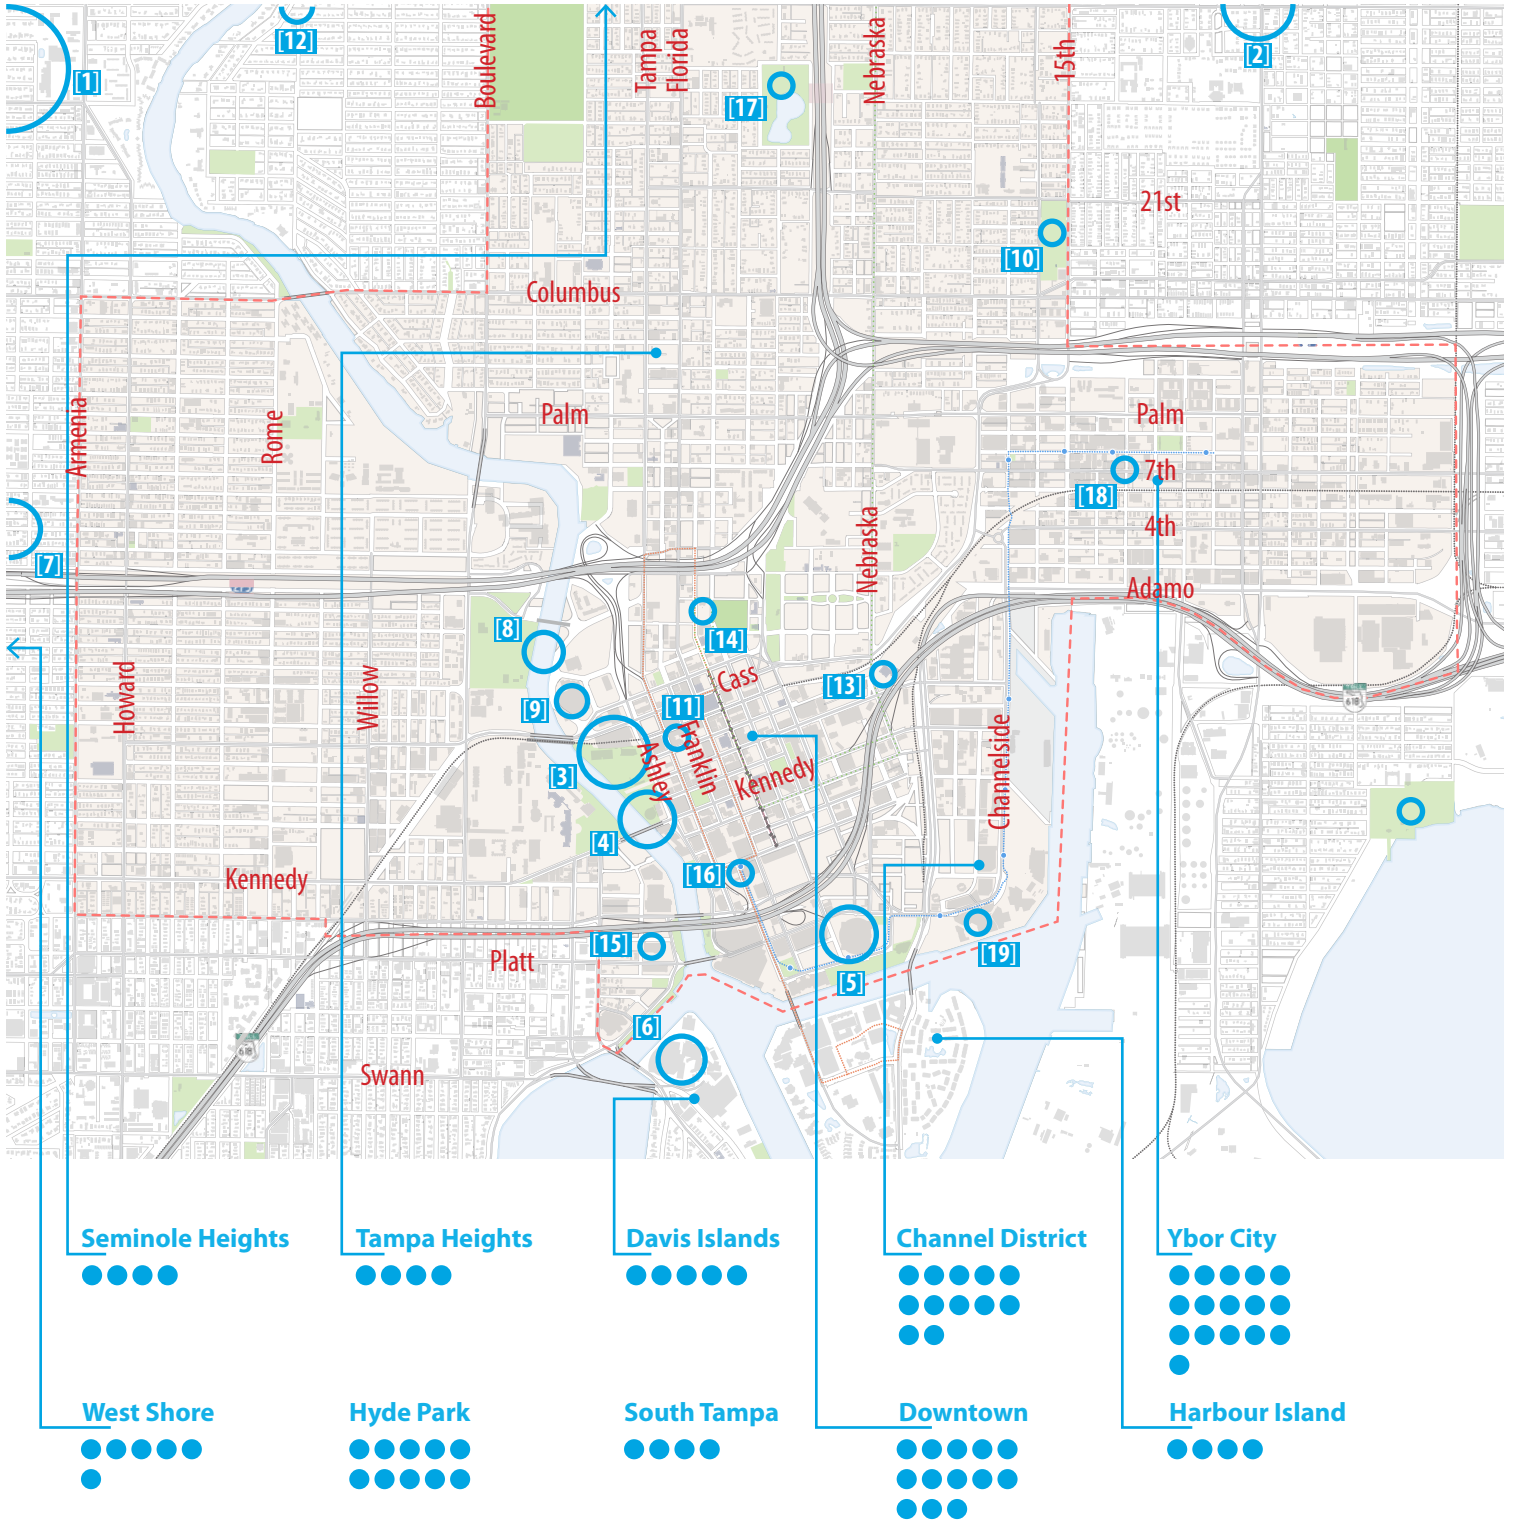 [1]
[12]
Boulevard
Tampa
Florida
[17]
Nebraska
15th
[2]
21st
[10]
Columbus
Armenia
Rome
Palm
Palm
7th
[18]
4th
Nebraska
[7]
Adamo
[8]
[14]
Howard
Willow
Cass
[13]
[9]
[11]
Franklin
Ashley
[3]
Kennedy
Channelside
[4]
[16]
Kennedy
[15]
Platt
[19]
[5]
[6]
Swann
618
618
Seminole Heights
Tampa Heights
Davis Islands
Channel District
Ybor City
West Shore
Hyde Park
South Tampa
Downtown
Harbour Island